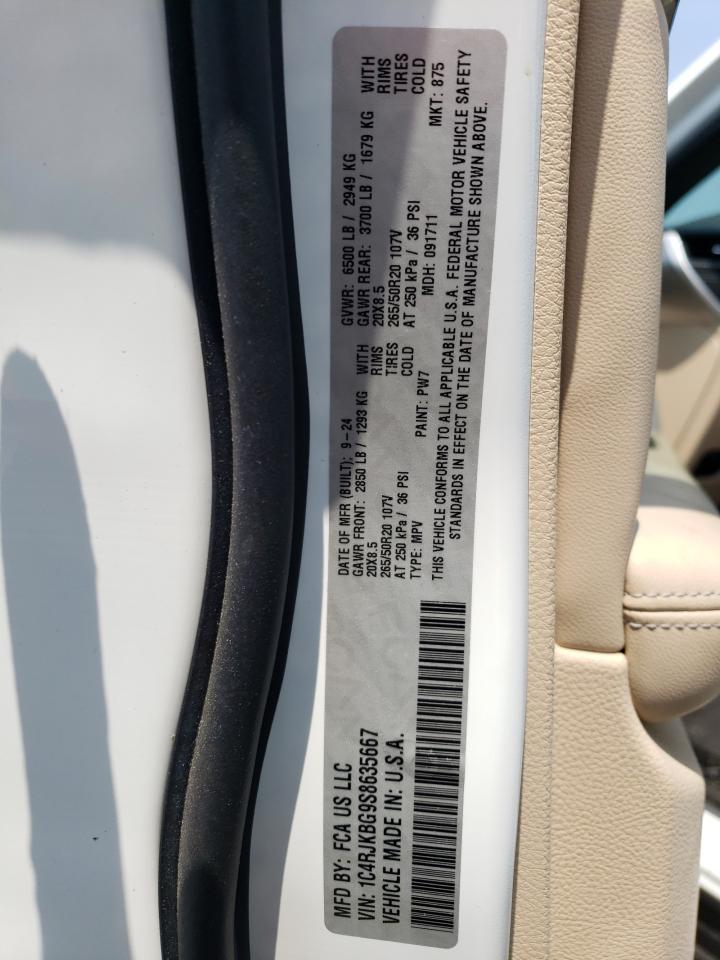 MFD BY: FCA US LLC
VIN: 1C4RJKBG9S8635667
VEHICLE MADE IN: U.S.A.
DATE OF MFR (BUILT): 9-24
GVWR: 6500 LB / 2949 KG
GAWR FRONT: 2850 LB / 1293 KG WITH
GAWR REAR: 3700 LB / 1679 KG WITH
20X8.5 RIMS
20X8.5 RIMS
265/50R20 107V TIRES
265/50R20 107V TIRES
AT 250 kPa / 36 PSI COLD
AT 250 kPa / 36 PSI COLD
TYPE: MPV PAINT: PW7 MDH: 091711 MKT: 875
THIS VEHICLE CONFORMS TO ALL APPLICABLE U.S.A. FEDERAL MOTOR VEHICLE SAFETY
STANDARDS IN EFFECT ON THE DATE OF MANUFACTURE SHOWN ABOVE.